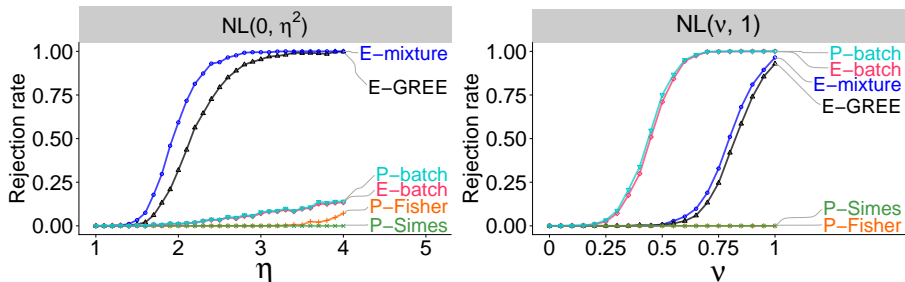 NL(0, η²)
Rejection rate
1.00
0.75
0.50
0.25
0.00
E−mixture
E−GREE
P−batch
E−batch
P−Fisher
P−Simes
1
2
3
4
5
η
NL(ν, 1)
Rejection rate
1.00
0.75
0.50
0.25
0.00
P−batch
E−batch
E−mixture
E−GREE
P−Simes
P−Fisher
0
0.25
0.5
0.75
1
ν